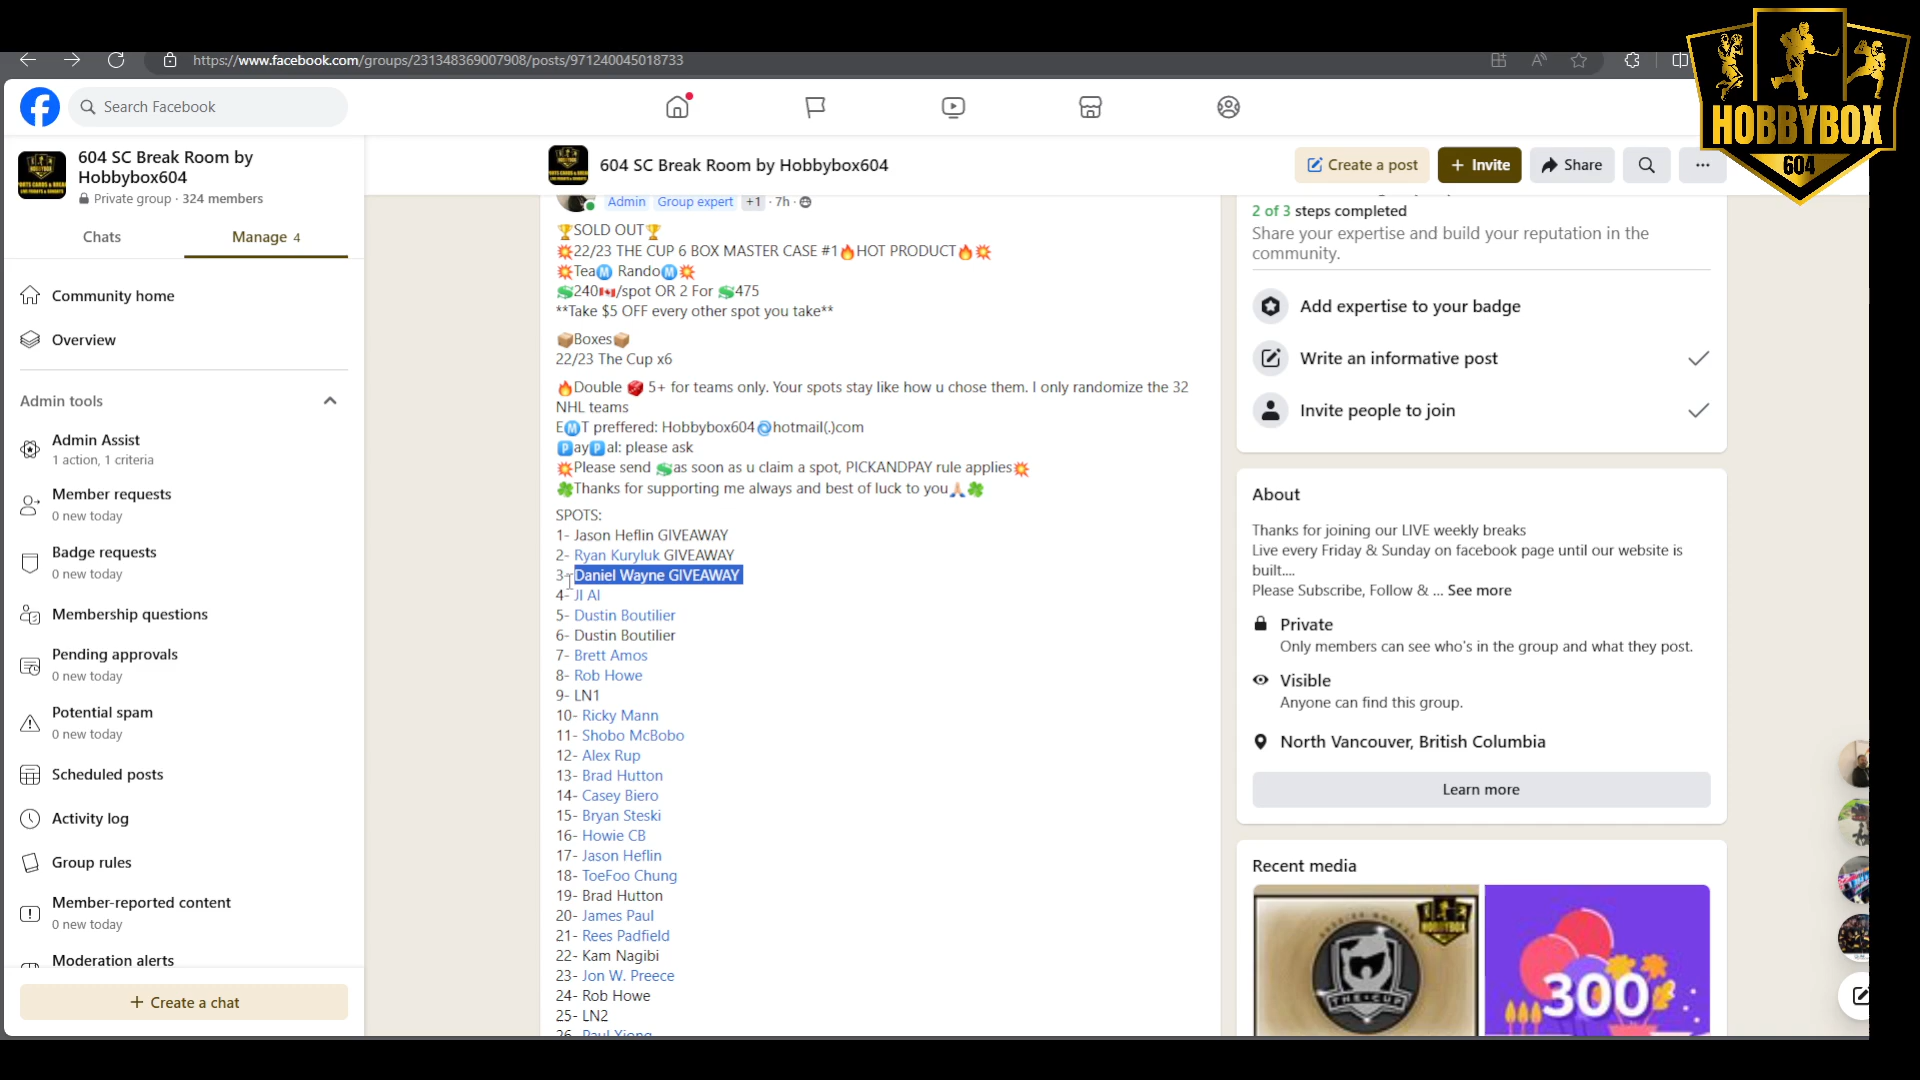 https://www.facebook.com/groups/231348369007908/posts/971240045018733
HOBBYBOX
604
Search Facebook
604 SC Break Room by
Hobbybox604
Private group · 324 members
Chats
Manage 4
Community home
Overview
Admin tools
Admin Assist
1 action, 1 criteria
Member requests
0 new today
Badge requests
0 new today
Membership questions
Pending approvals
0 new today
Potential spam
0 new today
Scheduled posts
Activity log
Group rules
Member-reported content
0 new today
Moderation alerts
+ Create a chat
604 SC Break Room by Hobbybox604
Create a post
+ Invite
Share
Admin Group expert +1 · 7h ·
🏆SOLD OUT🏆
💥22/23 THE CUP 6 BOX MASTER CASE #1🔥HOT PRODUCT🔥💥
💥TeaⓂ️ RandoⓂ️💥
💲240🇨🇦/spot OR 2 For 💲475
**Take $5 OFF every other spot you take**
📦Boxes📦
22/23 The Cup x6
🔥Double 🎲 5+ for teams only. Your spots stay like how u chose them. I only randomize the 32
NHL teams
EⓂ️T preffered: Hobbybox604🌀hotmail(.)com
🅿️ay🅿️al: please ask
💥Please send 💲as soon as u claim a spot, PICKANDPAY rule applies💥
🍀Thanks for supporting me always and best of luck to you🙏🏻🍀
SPOTS:
1- Jason Heflin GIVEAWAY
2- Ryan Kuryluk GIVEAWAY
3- Daniel Wayne GIVEAWAY
4- JI AI
5- Dustin Boutilier
6- Dustin Boutilier
7- Brett Amos
8- Rob Howe
9- LN1
10- Ricky Mann
11- Shobo McBobo
12- Alex Rup
13- Brad Hutton
14- Casey Biero
15- Bryan Steski
16- Howie CB
17- Jason Heflin
18- ToeFoo Chung
19- Brad Hutton
20- James Paul
21- Rees Padfield
22- Kam Nagibi
23- Jon W. Preece
24- Rob Howe
25- LN2
26- Paul Xiong
2 of 3 steps completed
Share your expertise and build your reputation in the
community.
Add expertise to your badge
Write an informative post
Invite people to join
About
Thanks for joining our LIVE weekly breaks
Live every Friday & Sunday on facebook page until our website is
built....
Please Subscribe, Follow & ... See more
Private
Only members can see who's in the group and what they post.
Visible
Anyone can find this group.
North Vancouver, British Columbia
Learn more
Recent media
HOBBYBOX
THE CUP
300